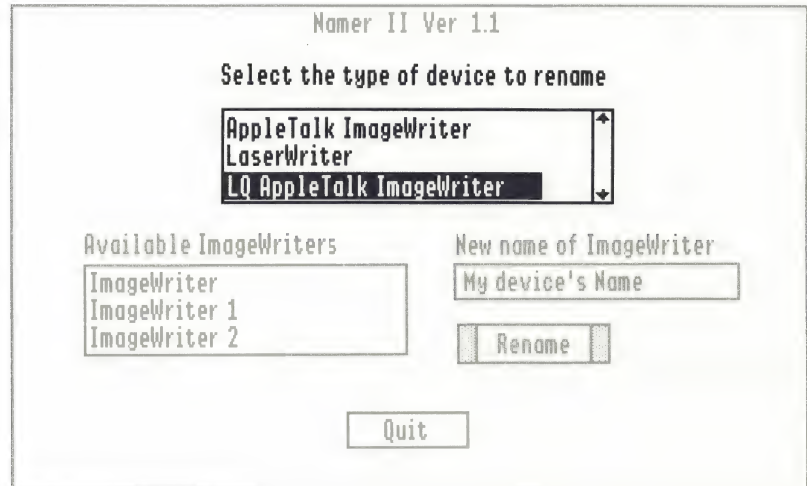 Namer II Ver 1.1
Select the type of device to rename
AppleTalk ImageWriter
LaserWriter
LQ AppleTalk ImageWriter
Available ImageWriters
ImageWriter
ImageWriter 1
ImageWriter 2
New name of ImageWriter
My device's Name
Rename
Quit